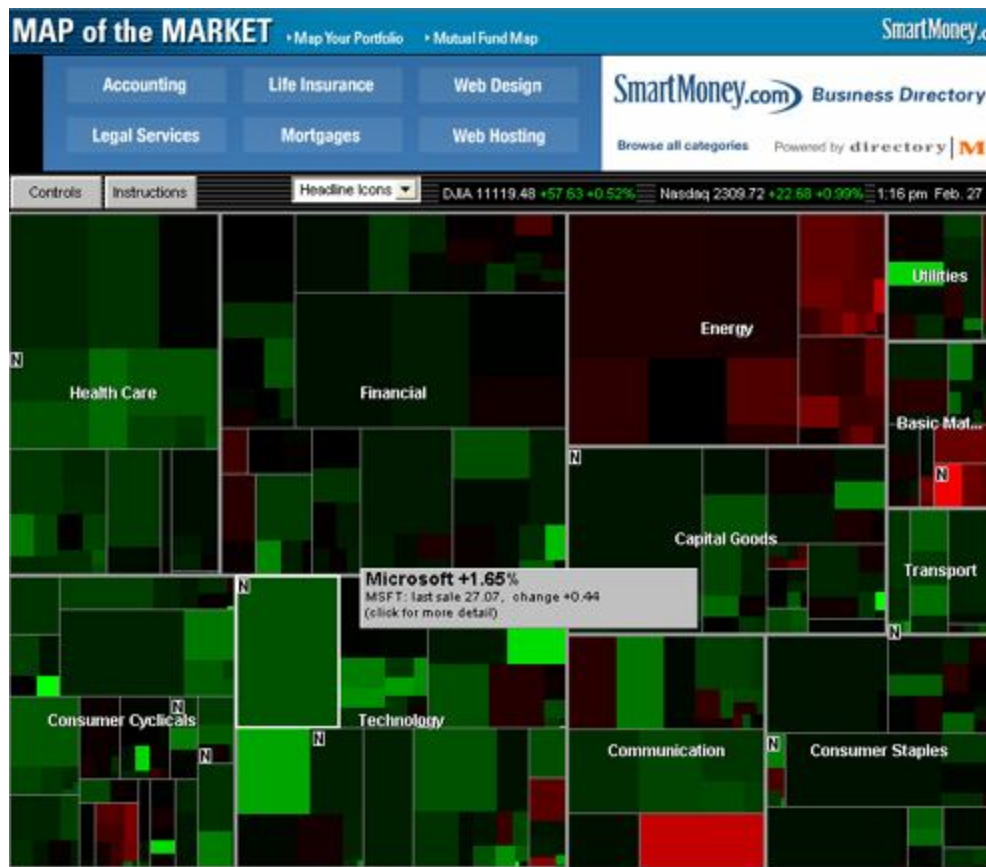 MAP of the MARKET Map Your Portfolio Mutual Fund Map SmartMoney.c
Accounting Life Insurance Web Design
SmartMoney.com Business Directory
Legal Services Mortgages Web Hosting
Browse all categories Powered by directory M
Controls Instructions Headline Icons DJIA 11119.48 +57.63 +0.52% Nasdaq 2309.72 +22.68 +0.99% 1:16 pm Feb. 27
Utilities
Energy
N
Health Care Financial
Basic Mat...
N
N
Capital Goods
Transport
Microsoft +1.65%
MSFT: last sale 27.07, change +0.44
(click for more detail)
N
N
N
Consumer Cyclicals Technology
N
N
N
Communication Consumer Staples